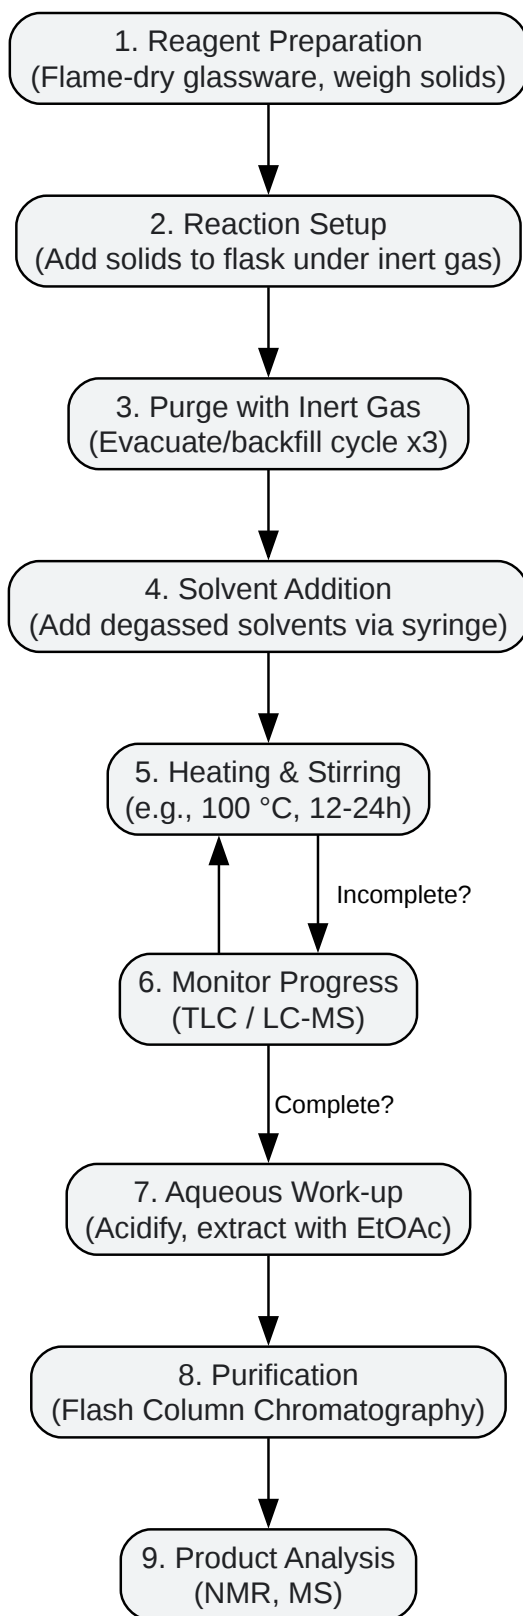 1. Reagent Preparation
(Flame-dry glassware, weigh solids)
2. Reaction Setup
(Add solids to flask under inert gas)
3. Purge with Inert Gas
(Evacuate/backfill cycle x3)
4. Solvent Addition
(Add degassed solvents via syringe)
5. Heating & Stirring
(e.g., 100 °C, 12-24h)
Incomplete?
6. Monitor Progress
(TLC / LC-MS)
Complete?
7. Aqueous Work-up
(Acidify, extract with EtOAc)
8. Purification
(Flash Column Chromatography)
9. Product Analysis
(NMR, MS)